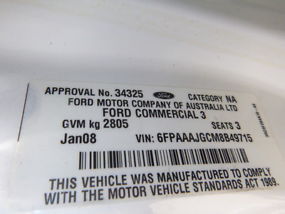 APPROVAL No. 34325 Ford CATEGORY NA
FORD MOTOR COMPANY OF AUSTRALIA LTD
FORD COMMERCIAL 3
GVM kg 2805 SEATS 3
Jan08 VIN: 6FPAAAJGCM8B49715
THIS VEHICLE WAS MANUFACTURED TO COMPLY
WITH THE MOTOR VEHICLE STANDARDS ACT 1989.